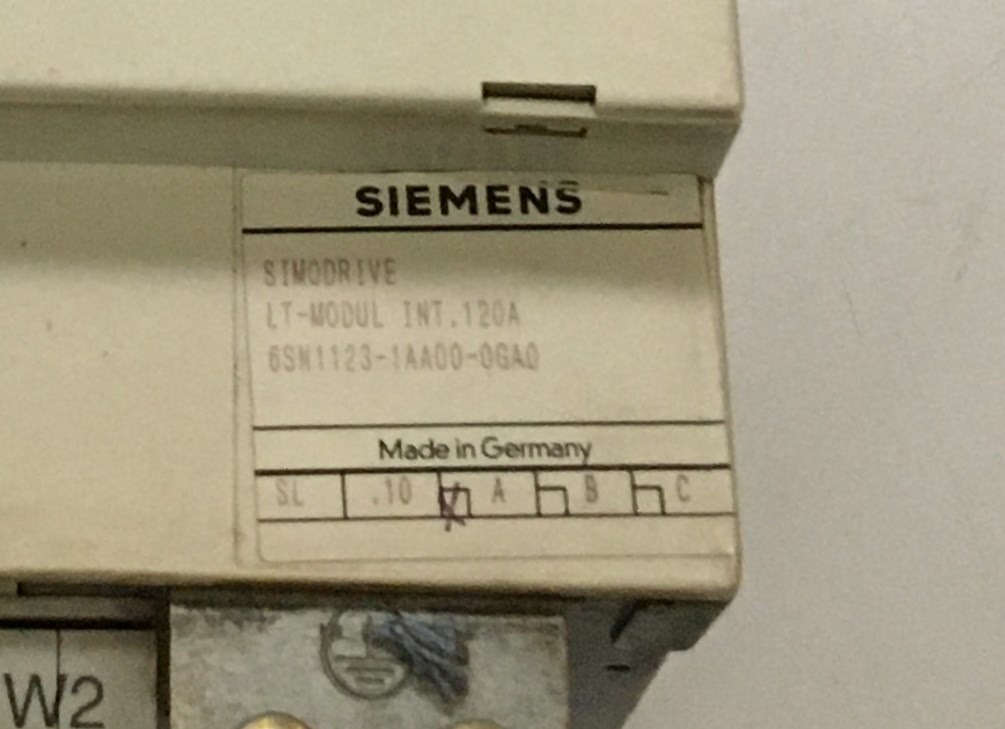 SIEMENS
SIMODRIVE
LT-MODUL INT.120A
6SN1123-1AA00-0GA0
Made in Germany
SL .10 A B C
W2